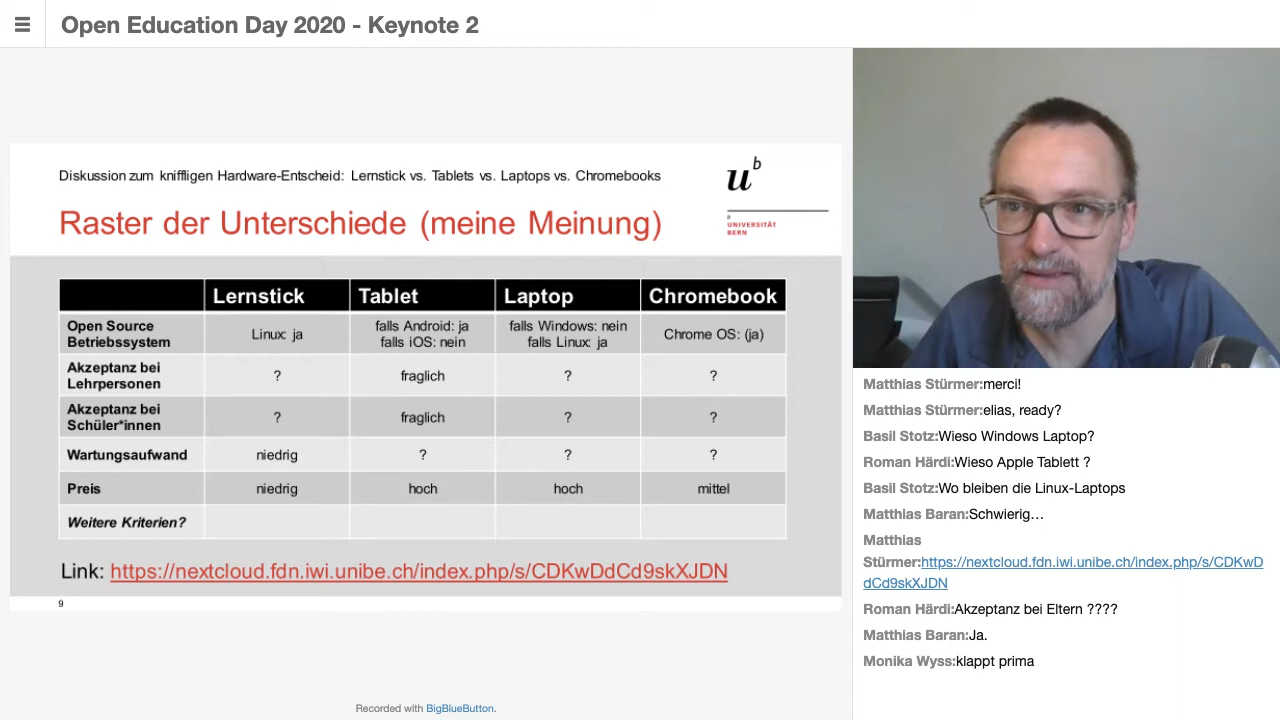 Open Education Day 2020 - Keynote 2
Diskussion zum kniffligen Hardware-Entscheid: Lernstick vs. Tablets vs. Laptops vs. Chromebooks
Raster der Unterschiede (meine Meinung)
u b
b
UNIVERSITÄT
BERN
Lernstick Tablet Laptop Chromebook
Open Source Betriebssystem Linux: ja falls Android: ja falls iOS: nein falls Windows: nein falls Linux: ja Chrome OS: (ja)
Akzeptanz bei Lehrpersonen ? fraglich ? ?
Akzeptanz bei Schüler*innen ? fraglich ? ?
Wartungsaufwand niedrig ? ? ?
Preis niedrig hoch hoch mittel
Weitere Kriterien?
Link: https://nextcloud.fdn.iwi.unibe.ch/index.php/s/CDKwDdCd9skXJDN
9
Recorded with BigBlueButton.
Matthias Stürmer:merci!
Matthias Stürmer:elias, ready?
Basil Stotz:Wieso Windows Laptop?
Roman Härdi:Wieso Apple Tablett ?
Basil Stotz:Wo bleiben die Linux-Laptops
Matthias Baran:Schwierig…
Matthias
Stürmer:https://nextcloud.fdn.iwi.unibe.ch/index.php/s/CDKwD
dCd9skXJDN
Roman Härdi:Akzeptanz bei Eltern ????
Matthias Baran:Ja.
Monika Wyss:klappt prima